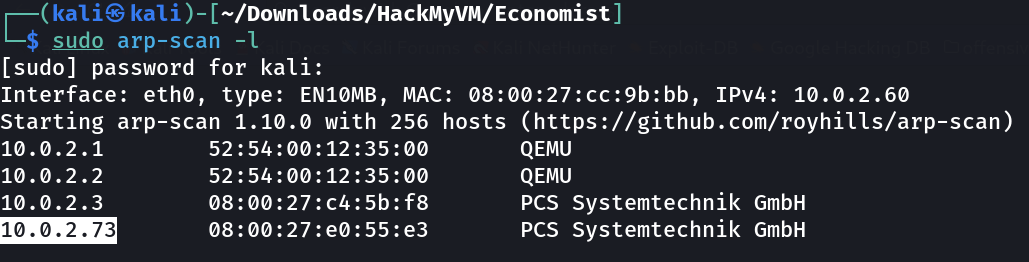 ┌──(kali㉿kali)-[~/Downloads/HackMyVM/Economist]
└─$ sudo arp-scan -l
[sudo] password for kali:
Interface: eth0, type: EN10MB, MAC: 08:00:27:cc:9b:bb, IPv4: 10.0.2.60
Starting arp-scan 1.10.0 with 256 hosts (https://github.com/royhills/arp-scan)
10.0.2.1 52:54:00:12:35:00 QEMU
10.0.2.2 52:54:00:12:35:00 QEMU
10.0.2.3 08:00:27:c4:5b:f8 PCS Systemtechnik GmbH
10.0.2.73 08:00:27:e0:55:e3 PCS Systemtechnik GmbH